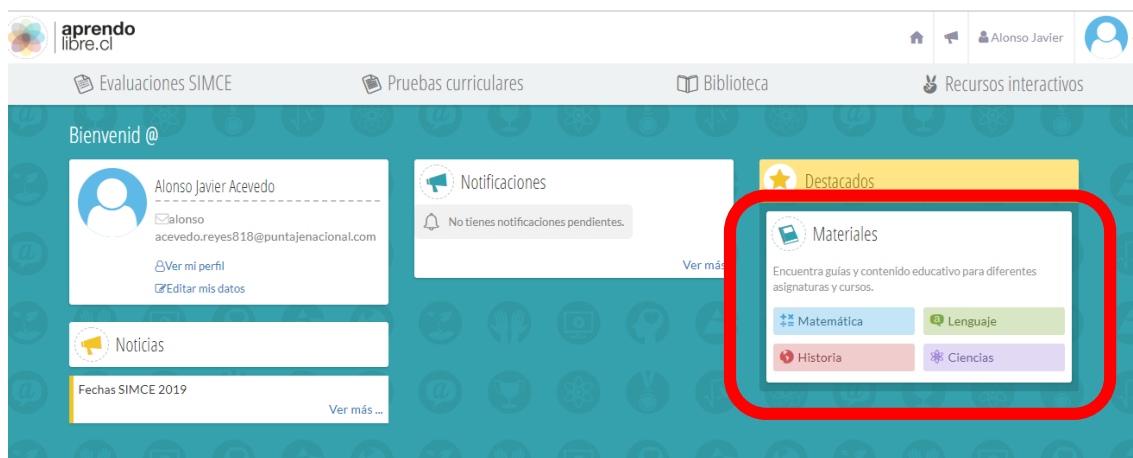 aprendo
libre.cl
Alonso Javier
Evaluaciones SIMCE
Pruebas curriculares
Biblioteca
Recursos interactivos
Bienvenid @
Alonso Javier Acevedo
alonso
acevedo.reyes818@puntajenacional.com
Ver mi perfil
Editar mis datos
Noticias
Fechas SIMCE 2019
Ver más ...
Notificaciones
No tienes notificaciones pendientes.
Ver más
Destacados
Materiales
Encuentra guías y contenido educativo para diferentes
asignaturas y cursos.
Matemática
Lenguaje
Historia
Ciencias